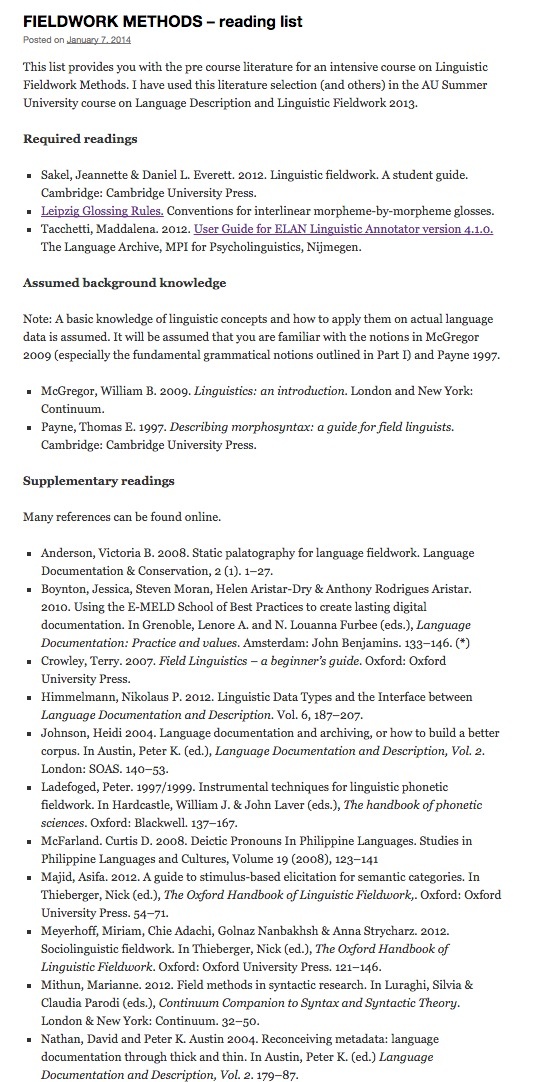 FIELDWORK METHODS – reading list
Posted on January 7, 2014
This list provides you with the pre course literature for an intensive course on Linguistic
Fieldwork Methods. I have used this literature selection (and others) in the AU Summer
University course on Language Description and Linguistic Fieldwork 2013.
Required readings
▪ Sakel, Jeannette & Daniel L. Everett. 2012. Linguistic fieldwork. A student guide.
Cambridge: Cambridge University Press.
▪ Leipzig Glossing Rules. Conventions for interlinear morpheme-by-morpheme glosses.
▪ Tacchetti, Maddalena. 2012. User Guide for ELAN Linguistic Annotator version 4.1.0.
The Language Archive, MPI for Psycholinguistics, Nijmegen.
Assumed background knowledge
Note: A basic knowledge of linguistic concepts and how to apply them on actual language
data is assumed. It will be assumed that you are familiar with the notions in McGregor
2009 (especially the fundamental grammatical notions outlined in Part I) and Payne 1997.
▪ McGregor, William B. 2009. Linguistics: an introduction. London and New York:
Continuum.
▪ Payne, Thomas E. 1997. Describing morphosyntax: a guide for field linguists.
Cambridge: Cambridge University Press.
Supplementary readings
Many references can be found online.
▪ Anderson, Victoria B. 2008. Static palatography for language fieldwork. Language
Documentation & Conservation, 2 (1). 1–27.
▪ Boynton, Jessica, Steven Moran, Helen Aristar-Dry & Anthony Rodrigues Aristar.
2010. Using the E-MELD School of Best Practices to create lasting digital
documentation. In Grenoble, Lenore A. and N. Louanna Furbee (eds.), Language
Documentation: Practice and values. Amsterdam: John Benjamins. 133–146. (*)
▪ Crowley, Terry. 2007. Field Linguistics – a beginner's guide. Oxford: Oxford
University Press.
▪ Himmelmann, Nikolaus P. 2012. Linguistic Data Types and the Interface between
Language Documentation and Description. Vol. 6, 187–207.
▪ Johnson, Heidi 2004. Language documentation and archiving, or how to build a better
corpus. In Austin, Peter K. (ed.), Language Documentation and Description, Vol. 2.
London: SOAS. 140–53.
▪ Ladefoged, Peter. 1997/1999. Instrumental techniques for linguistic phonetic
fieldwork. In Hardcastle, William J. & John Laver (eds.), The handbook of phonetic
sciences. Oxford: Blackwell. 137–167.
▪ McFarland. Curtis D. 2008. Deictic Pronouns In Philippine Languages. Studies in
Philippine Languages and Cultures, Volume 19 (2008), 123–141
▪ Majid, Asifa. 2012. A guide to stimulus-based elicitation for semantic categories. In
Thieberger, Nick (ed.), The Oxford Handbook of Linguistic Fieldwork,. Oxford: Oxford
University Press. 54–71.
▪ Meyerhoff, Miriam, Chie Adachi, Golnaz Nanbakhsh & Anna Strycharz. 2012.
Sociolinguistic fieldwork. In Thieberger, Nick (ed.), The Oxford Handbook of
Linguistic Fieldwork. Oxford: Oxford University Press. 121–146.
▪ Mithun, Marianne. 2012. Field methods in syntactic research. In Luraghi, Silvia &
Claudia Parodi (eds.), Continuum Companion to Syntax and Syntactic Theory.
London & New York: Continuum. 32–50.
▪ Nathan, David and Peter K. Austin 2004. Reconceiving metadata: language
documentation through thick and thin. In Austin, Peter K. (ed.) Language
Documentation and Description, Vol. 2. 179–87.